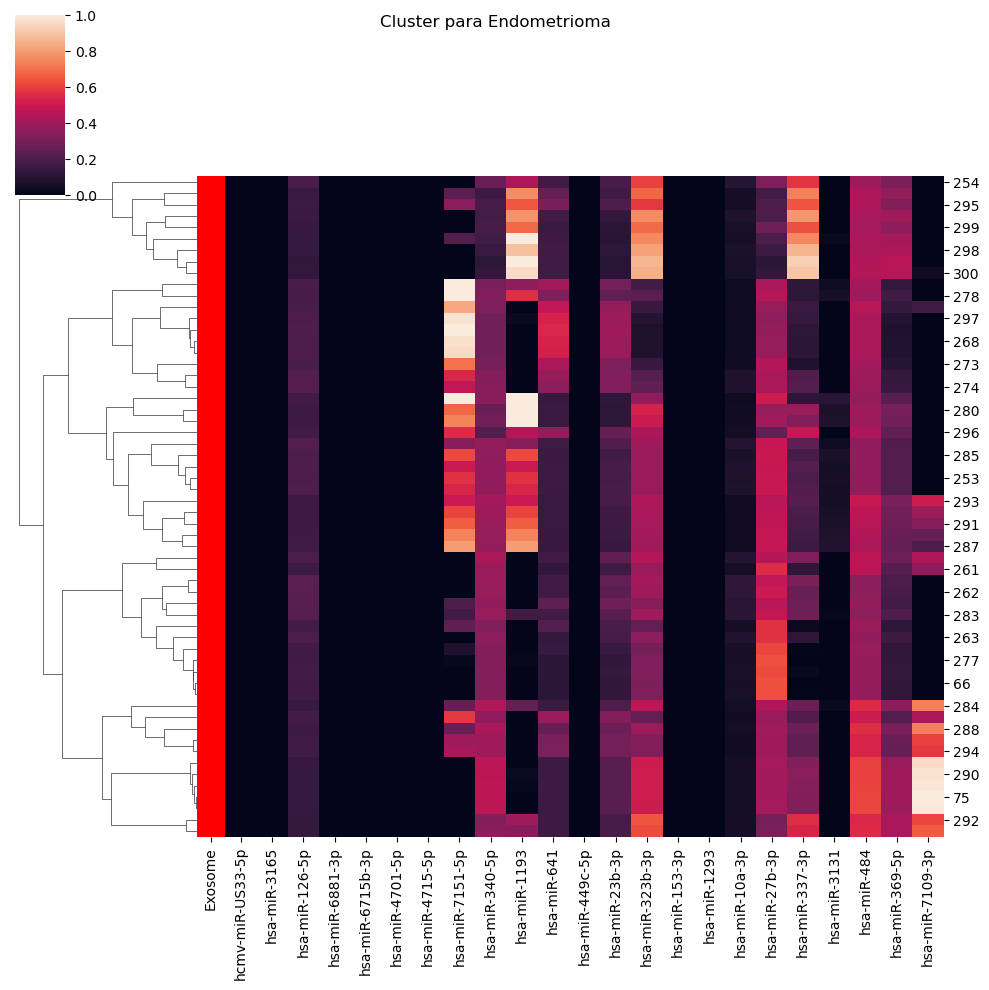 Cluster para Endometrioma
1.0
0.8
0.6
0.4
0.2
0.0
254
295
299
298
300
278
297
268
273
274
280
296
285
253
293
291
287
261
262
283
263
277
66
284
288
294
290
75
292
Exosome
hcmv-miR-US33-5p
hsa-miR-3165
hsa-miR-126-5p
hsa-miR-6881-3p
hsa-miR-6715b-3p
hsa-miR-4701-5p
hsa-miR-4715-5p
hsa-miR-7151-5p
hsa-miR-340-5p
hsa-miR-1193
hsa-miR-641
hsa-miR-449c-5p
hsa-miR-23b-3p
hsa-miR-323b-3p
hsa-miR-153-3p
hsa-miR-1293
hsa-miR-10a-3p
hsa-miR-27b-3p
hsa-miR-337-3p
hsa-miR-3131
hsa-miR-484
hsa-miR-369-5p
hsa-miR-7109-3p